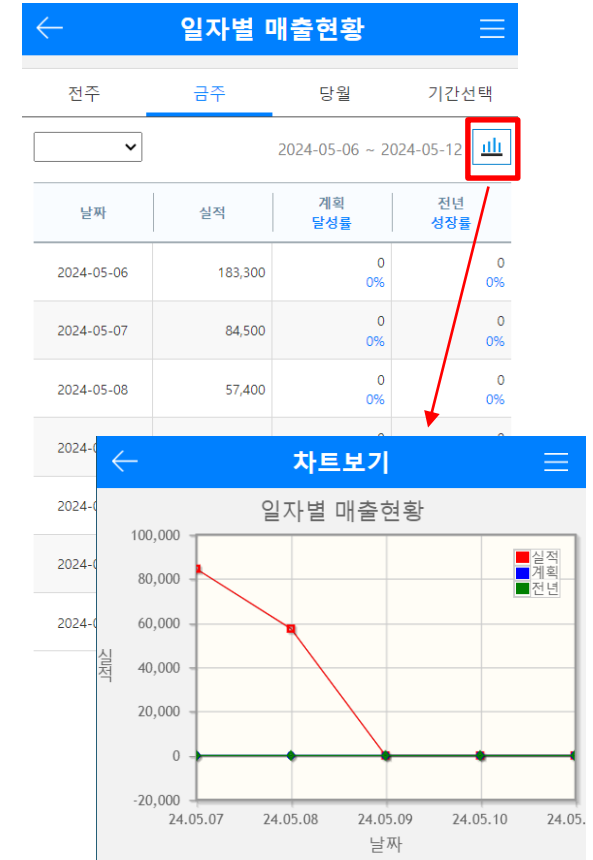 일자별 매출현황
전주 금주 당월 기간선택
2024-05-06 ~ 2024-05-12
날짜 실적 계획 전년
달성률 성장률
2024-05-06 183,300 0 0
0% 0%
2024-05-07 84,500 0 0
0% 0%
2024-05-08 57,400 0 0
0% 0%
차트보기
일자별 매출현황
100,000
80,000
60,000
40,000
20,000
0
-20,000
실적
실적
계획
전년
24.05.07 24.05.08 24.05.09 24.05.10 24.05.
날짜